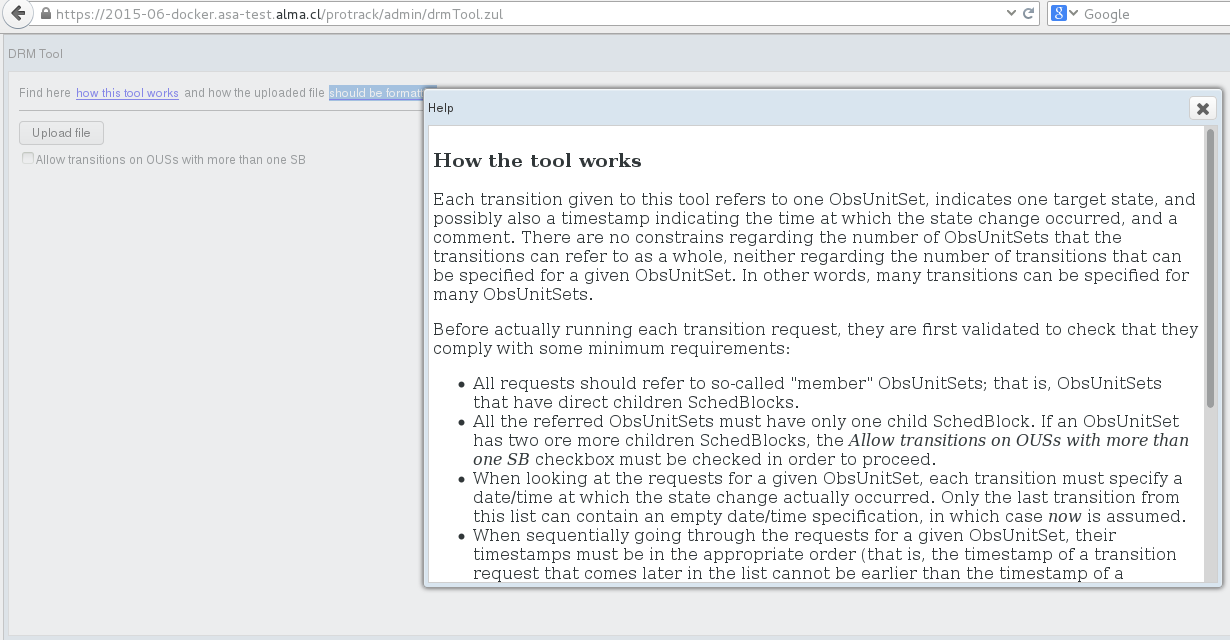 https://2015-06-docker.asa-test.alma.cl/protrack/admin/drmTool.zul
Google
DRM Tool
Find here how this tool works and how the uploaded file should be format
Upload file
Allow transitions on OUSs with more than one SB
Help
How the tool works
Each transition given to this tool refers to one ObsUnitSet, indicates one target state, and
possibly also a timestamp indicating the time at which the state change occurred, and a
comment. There are no constrains regarding the number of ObsUnitSets that the
transitions can refer to as a whole, neither regarding the number of transitions that can
be specified for a given ObsUnitSet. In other words, many transitions can be specified for
many ObsUnitSets.
Before actually running each transition request, they are first validated to check that they
comply with some minimum requirements:
• All requests should refer to so-called "member" ObsUnitSets; that is, ObsUnitSets
that have direct children SchedBlocks.
• All the referred ObsUnitSets must have only one child SchedBlock. If an ObsUnitSet
has two ore more children SchedBlocks, the Allow transitions on OUSs with more than
one SB checkbox must be checked in order to proceed.
• When looking at the requests for a given ObsUnitSet, each transition must specify a
date/time at which the state change actually occurred. Only the last transition from
this list can contain an empty date/time specification, in which case now is assumed.
• When sequentially going through the requests for a given ObsUnitSet, their
timestamps must be in the appropriate order (that is, the timestamp of a transition
request that comes later in the list cannot be earlier than the timestamp of a